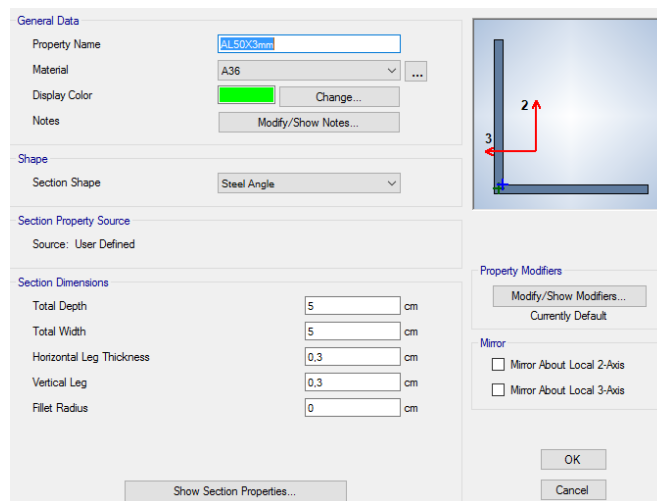 General Data
Property Name AL50X3mm
Material A36 ...
Display Color Change...
Notes Modify/Show Notes...
2
3
Shape
Section Shape Steel Angle
Section Property Source
Source: User Defined
Section Dimensions
Total Depth 5 cm
Total Width 5 cm
Horizontal Leg Thickness 0,3 cm
Vertical Leg 0,3 cm
Fillet Radius 0 cm
Show Section Properties...
Property Modifiers
Modify/Show Modifiers...
Currently Default
Mirror
Mirror About Local 2-Axis
Mirror About Local 3-Axis
OK
Cancel